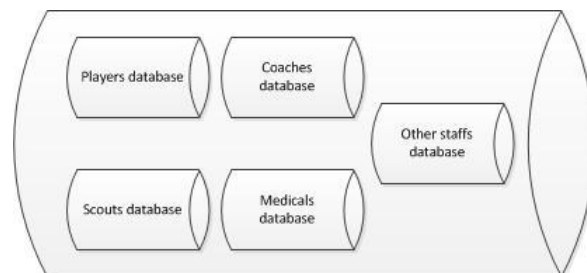 Players database
Coaches
database
Other staffs
database
Scouts database
Medicals
database